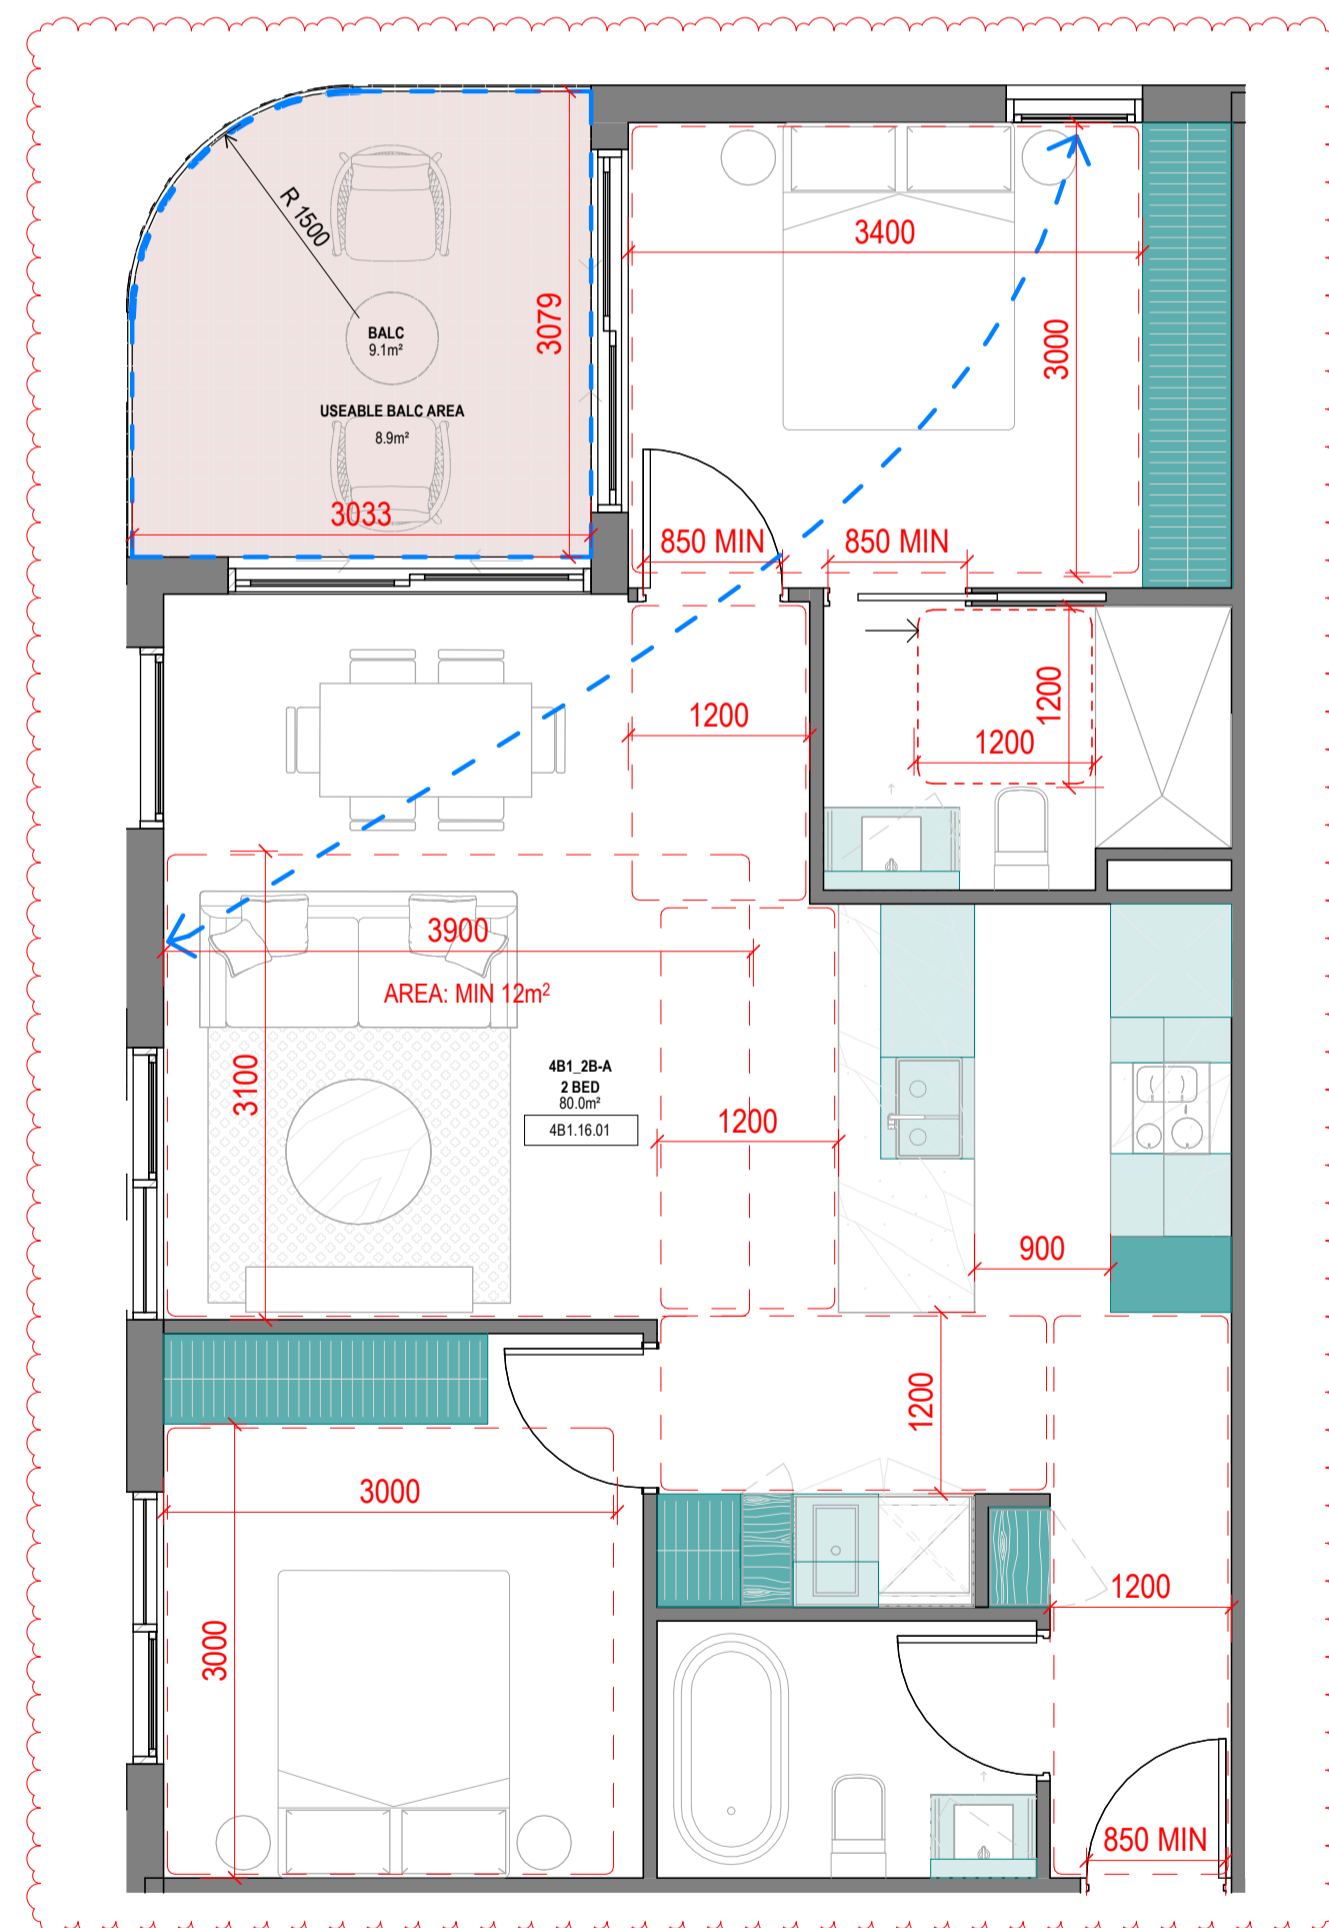 R 1500
3400
3079
3000
BALC
9.1m²
USEABLE BALC AREA
8.9m²
3033
850 MIN
850 MIN
1200
1200
1200
3900
AREA: MIN 12m²
3100
4B1_2B-A
2 BED
80.0m²
4B1.16.01
1200
900
1200
3000
3000
1200
850 MIN